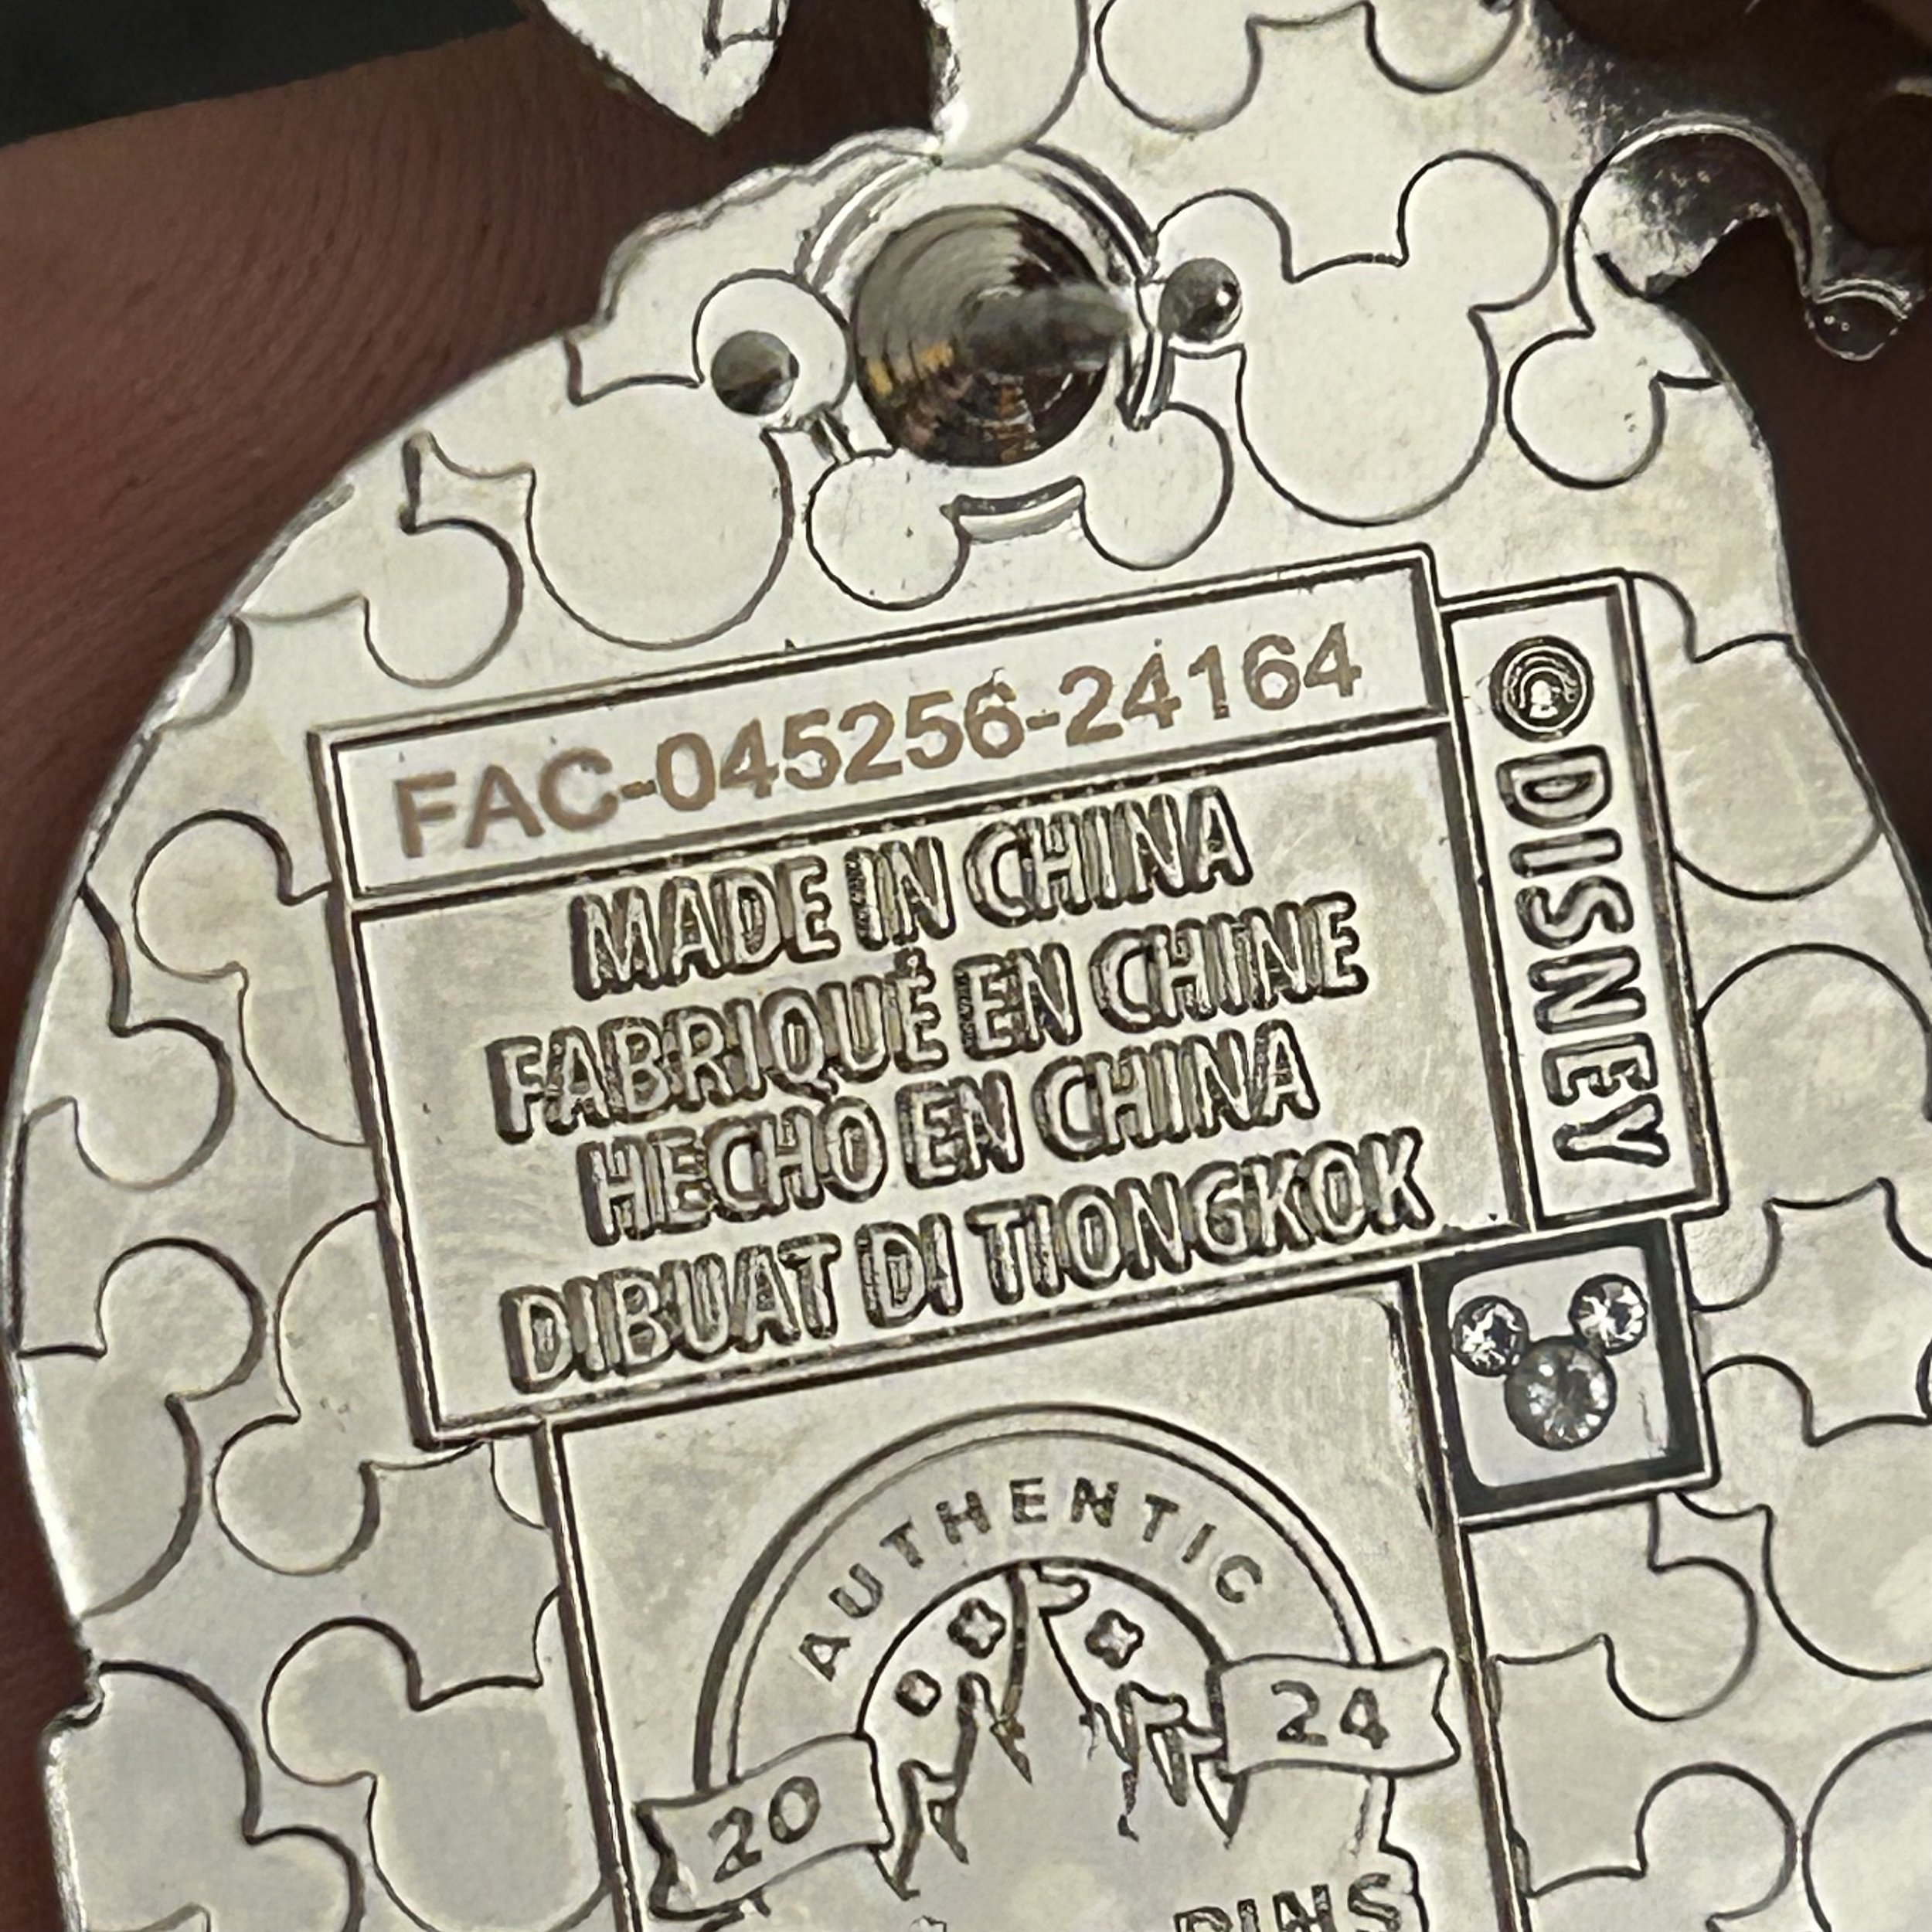 FAC-045256-24164
MADE IN CHINA
FABRIQUÉ EN CHINE
HECHO EN CHINA
DIBUAT DI TIONGKOK
©DISNEY
AUTHENTIC
20 24
PINS